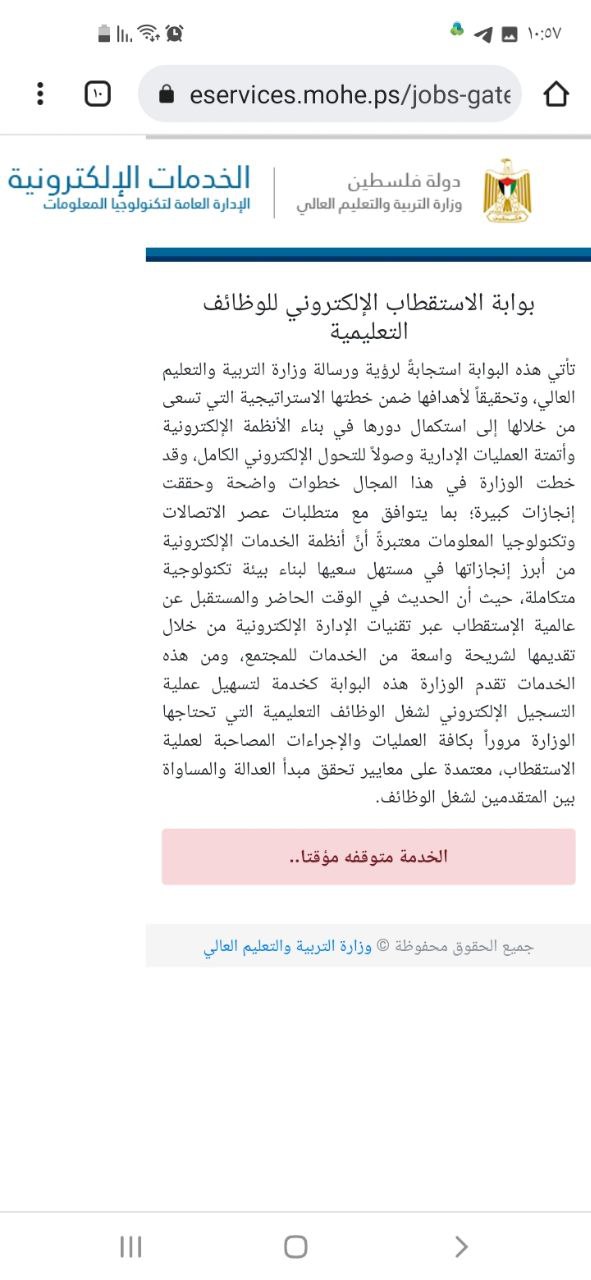 ١٠:٥٧
١٠
eservices.mohe.ps/jobs-gate
دولة فلسطين
وزارة التربية والتعليم العالي
الخدمات الإلكترونية
الإدارة العامة لتكنولوجيا المعلومات
فلسطين
بوابة الاستقطاب الإلكتروني للوظائف
التعليمية
تأتي هذه البوابة استجابةً لرؤية ورسالة وزارة التربية والتعليم
العالي، وتحقيقاً لأهدافها ضمن خطتها الاستراتيجية التي تسعى
من خلالها إلى استكمال دورها في بناء الأنظمة الإلكترونية
وأتمتة العمليات الإدارية وصولاً للتحول الإلكتروني الكامل، وقد
خطت الوزارة في هذا المجال خطوات واضحة وحققت
إنجازات كبيرة؛ بما يتوافق مع متطلبات عصر الاتصالات
وتكنولوجيا المعلومات معتبرةً أنَّ أنظمة الخدمات الإلكترونية
من أبرز إنجازاتها في مستهل سعيها لبناء بيئة تكنولوجية
متكاملة، حيث أن الحديث في الوقت الحاضر والمستقبل عن
عالمية الإستقطاب عبر تقنيات الإدارة الإلكترونية من خلال
تقديمها لشريحة واسعة من الخدمات للمجتمع، ومن هذه
الخدمات تقدم الوزارة هذه البوابة كخدمة لتسهيل عملية
التسجيل الإلكتروني لشغل الوظائف التعليمية التي تحتاجها
الوزارة مروراً بكافة العمليات والإجراءات المصاحبة لعملية
الاستقطاب، معتمدة على معايير تحقق مبدأ العدالة والمساواة
بين المتقدمين لشغل الوظائف.
الخدمة متوقفه مؤقتا..
جميع الحقوق محفوظة © وزارة التربية والتعليم العالي